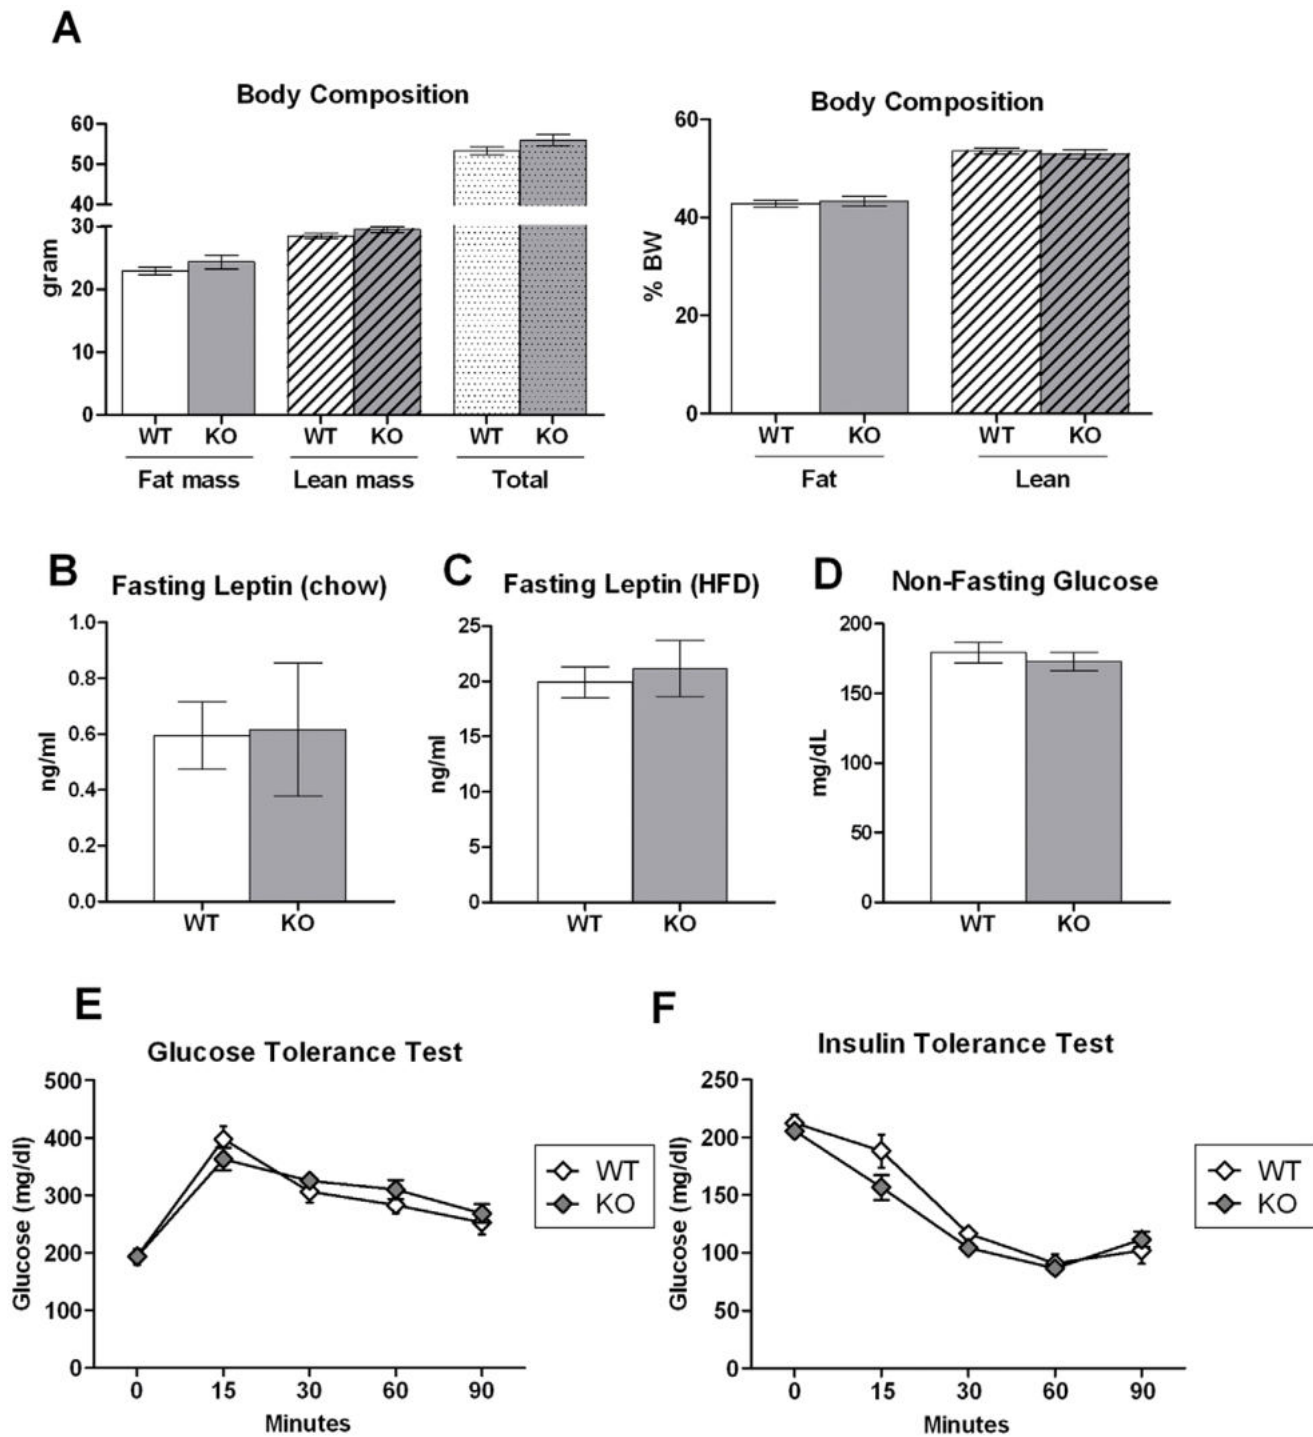 A
Body Composition
60
50
40
30
20
10
0
gram
WT KO WT KO WT KO
Fat mass Lean mass Total
Body Composition
60
40
20
0
% BW
WT KO WT KO
Fat Lean
B
Fasting Leptin (chow)
1.0
0.8
0.6
0.4
0.2
0.0
ng/ml
WT KO
C
Fasting Leptin (HFD)
25
20
15
10
5
0
ng/ml
WT KO
D
Non-Fasting Glucose
200
150
100
50
0
mg/dL
WT KO
E
Glucose Tolerance Test
500
400
300
200
100
0
Glucose (mg/dl)
0 15 30 60 90
Minutes
WT
KO
F
Insulin Tolerance Test
250
200
150
100
50
0
Glucose (mg/dl)
0 15 30 60 90
Minutes
WT
KO